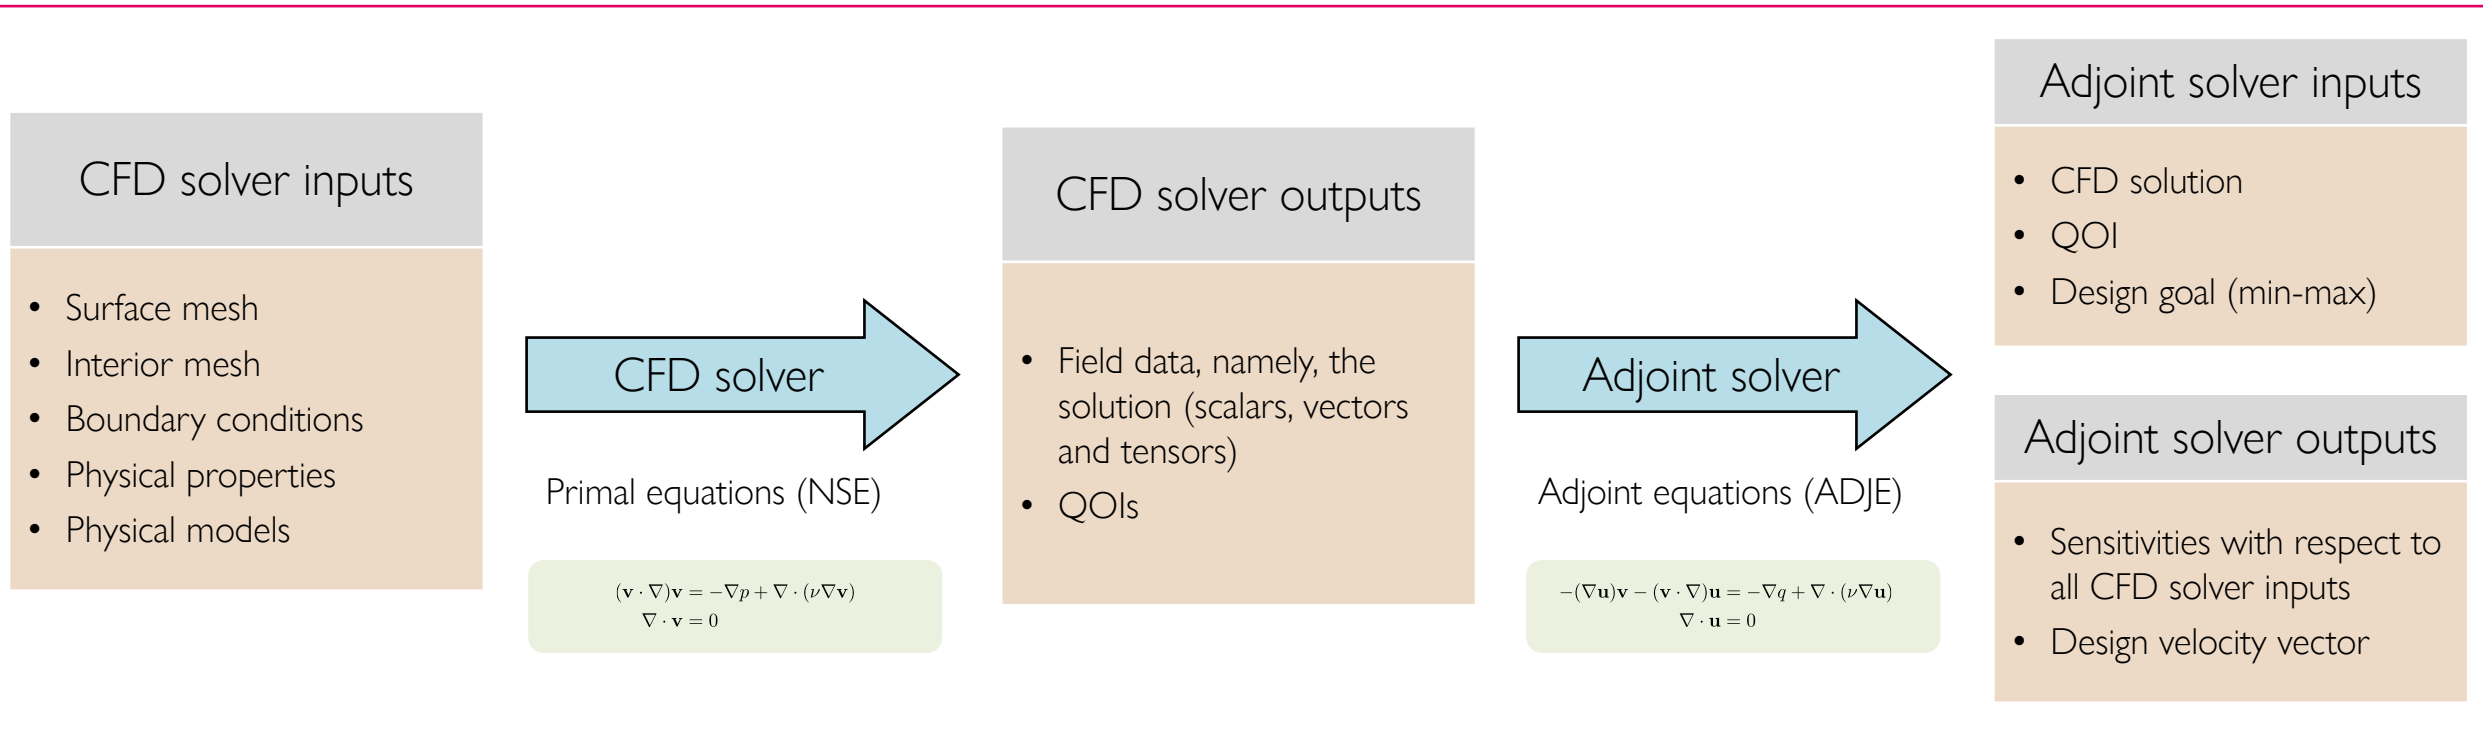 CFD solver inputs
• Surface mesh
• Interior mesh
• Boundary conditions
• Physical properties
• Physical models
CFD solver
Primal equations (NSE)
(v · ∇)v = −∇p + ∇ · (ν∇v)
∇ · v = 0
CFD solver outputs
• Field data, namely, the
solution (scalars, vectors
and tensors)
• QOIs
Adjoint solver
Adjoint equations (ADJE)
−(∇u)v − (v · ∇)u = −∇q + ∇ · (ν∇u)
∇ · u = 0
Adjoint solver inputs
• CFD solution
• QOI
• Design goal (min-max)
Adjoint solver outputs
• Sensitivities with respect to
all CFD solver inputs
• Design velocity vector